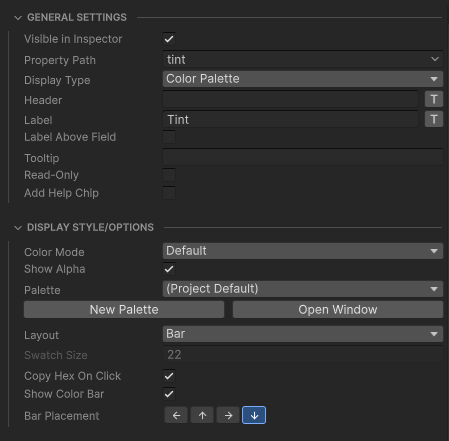 GENERAL SETTINGS
Visible in Inspector
Property Path tint
Display Type Color Palette
Header T
Label Tint T
Label Above Field
Tooltip
Read-Only
Add Help Chip
DISPLAY STYLE/OPTIONS
Color Mode Default
Show Alpha
Palette (Project Default)
New Palette Open Window
Layout Bar
Swatch Size 22
Copy Hex On Click
Show Color Bar
Bar Placement